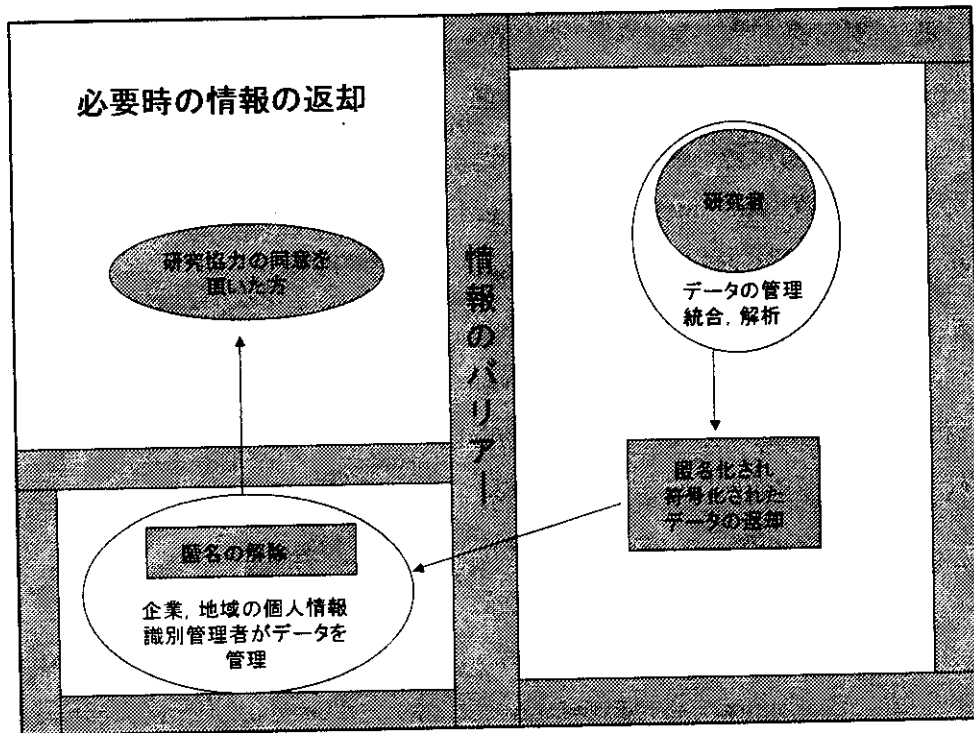 必要時の情報の返却
研究協力の同意を
頂いた方
情報のバリアー
研究者
データの管理
統合, 解析
匿名化され
符号化された
データの返却
匿名の解除
企業, 地域の個人情報
識別管理者がデータを
管理